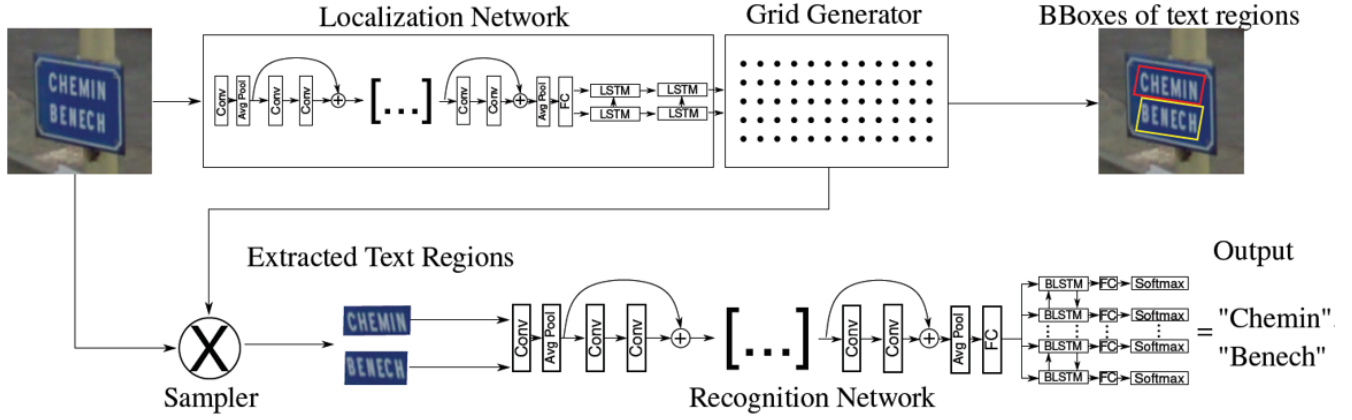 Localization Network
Grid Generator
BBoxes of text regions
CHEMIN
BENECH
Conv
Avg Pool
Conv
Conv
[...]
Conv
Conv
Avg Pool
FC
LSTM
LSTM
LSTM
LSTM
CHEMIN
BENECH
Extracted Text Regions
Output
CHEMIN
BENECH
Conv
Avg Pool
Conv
Conv
[...]
Conv
Conv
Avg Pool
FC
BLSTM FC Softmax
BLSTM FC Softmax
BLSTM FC Softmax
BLSTM FC Softmax
= "Chemin"
"Benech"
X
Sampler
Recognition Network